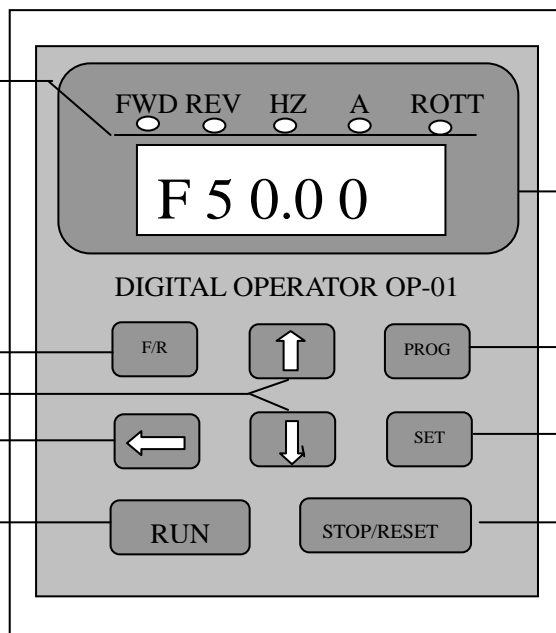 FWD REV HZ A ROTT
F 5 0.0 0
DIGITAL OPERATOR OP-01
F/R PROG
SET
RUN STOP/RESET